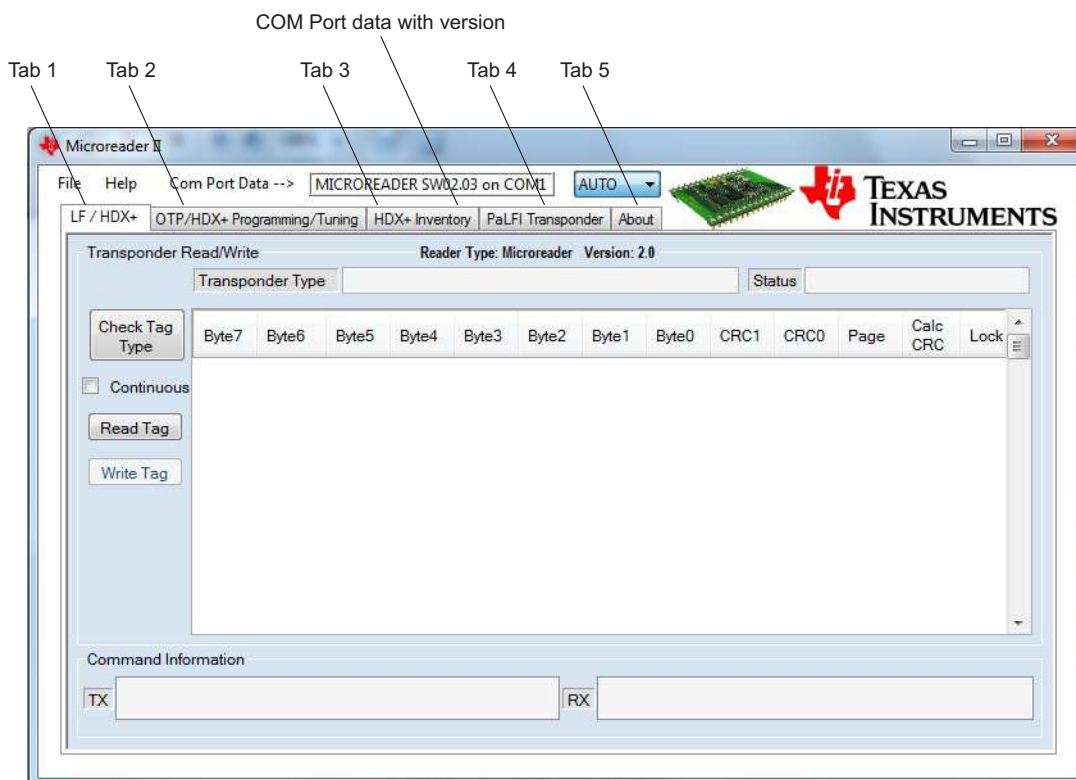 COM Port data with version
Tab 1 Tab 2 Tab 3 Tab 4 Tab 5
Microreader II
File Help Com Port Data --> MICROREADER SW02.03 on COM1 AUTO
TEXAS
INSTRUMENTS
LF / HDX+ OTP/HDX+ Programming/Tuning HDX+ Inventory PaLFI Transponder About
Transponder Read/Write Reader Type: Microreader Version: 2.0
Transponder Type Status
Check Tag
Type
Byte7 Byte6 Byte5 Byte4 Byte3 Byte2 Byte1 Byte0 CRC1 CRC0 Page Calc
CRC Lock
Continuous
Read Tag
Write Tag
Command Information
TX RX